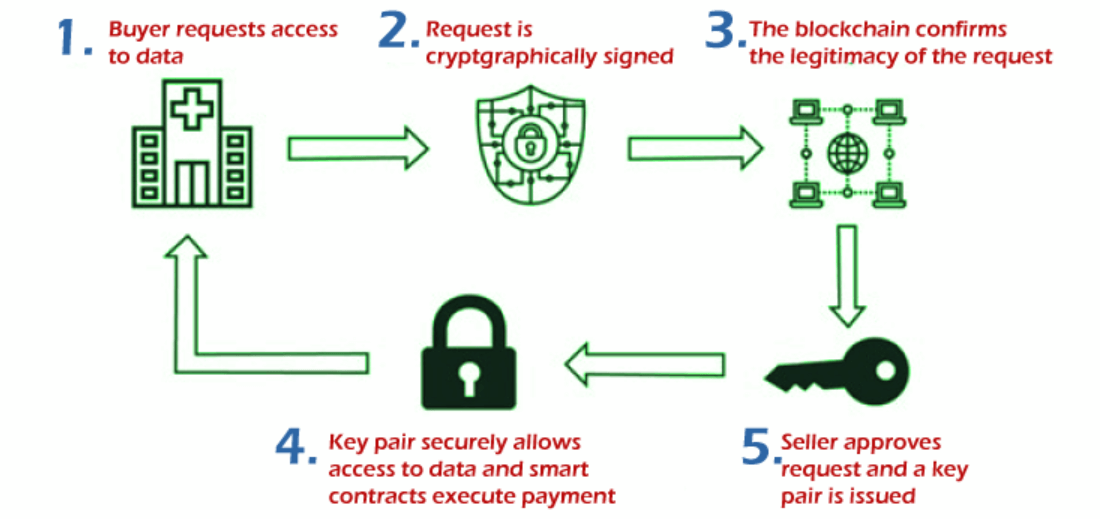 1. Buyer requests access
to data
2. Request is
cryptgraphically signed
3. The blockchain confirms
the legitimacy of the request
4. Key pair securely allows
access to data and smart
contracts execute payment
5. Seller approves
request and a key
pair is issued